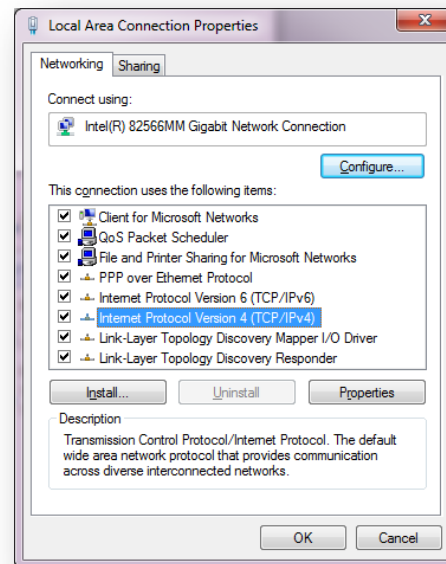 Local Area Connection Properties
Networking
Sharing
Connect using:
Intel(R) 82566MM Gigabit Network Connection
Configure...
This connection uses the following items:
Client for Microsoft Networks
QoS Packet Scheduler
File and Printer Sharing for Microsoft Networks
PPP over Ethernet Protocol
Internet Protocol Version 6 (TCP/IPv6)
Internet Protocol Version 4 (TCP/IPv4)
Link-Layer Topology Discovery Mapper I/O Driver
Link-Layer Topology Discovery Responder
Install...
Uninstall
Properties
Description
Transmission Control Protocol/Internet Protocol. The default
wide area network protocol that provides communication
across diverse interconnected networks.
OK
Cancel